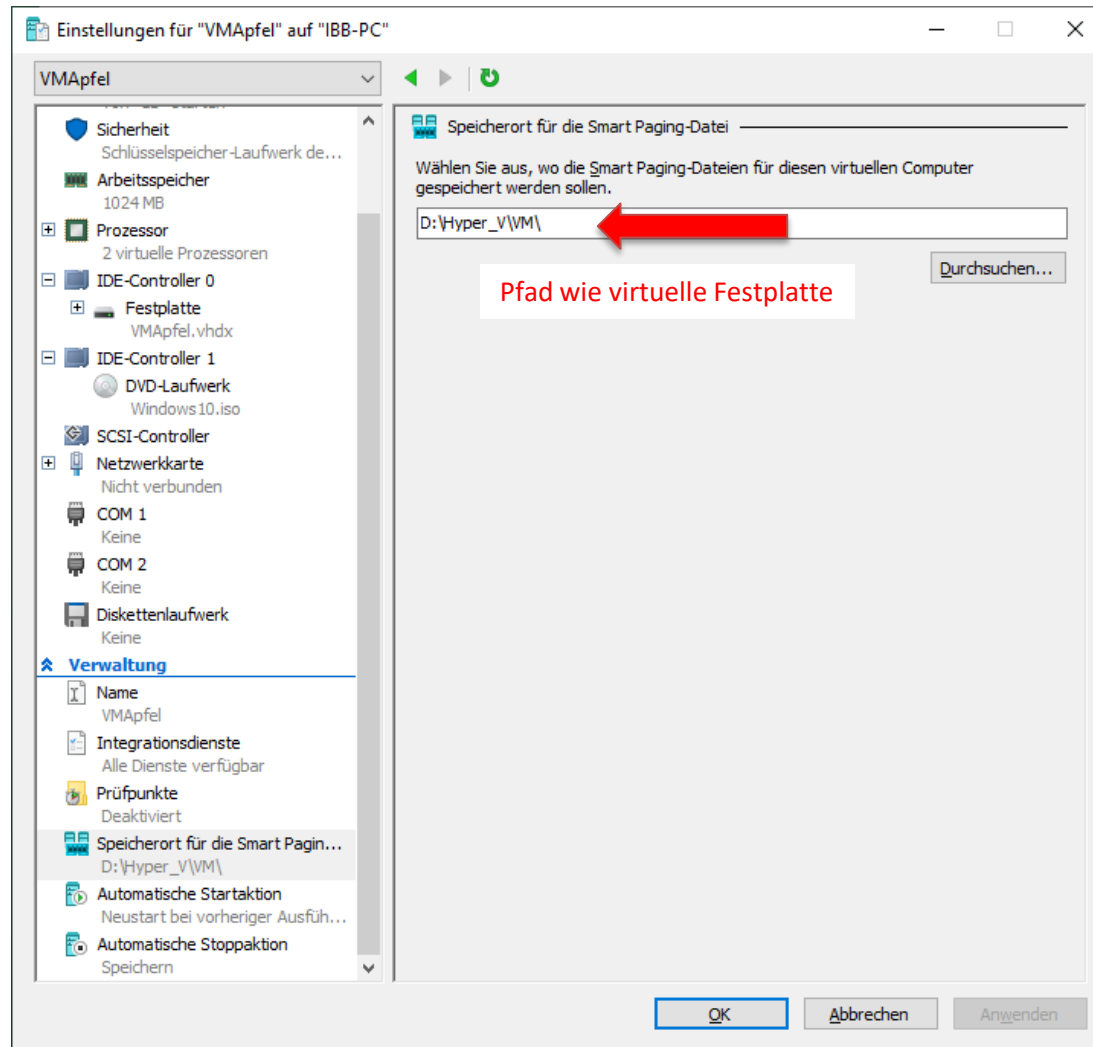 Einstellungen für "VMApfel" auf "IBB-PC"
VMApfel
Sicherheit
Schlüsselspeicher-Laufwerk de...
Arbeitsspeicher
1024 MB
Prozessor
2 virtuelle Prozessoren
IDE-Controller 0
Festplatte
VMApfel.vhdx
IDE-Controller 1
DVD-Laufwerk
Windows10.iso
SCSI-Controller
Netzwerkkarte
Nicht verbunden
COM 1
Keine
COM 2
Keine
Diskettenlaufwerk
Keine
Verwaltung
Name
VMApfel
Integrationsdienste
Alle Dienste verfügbar
Prüfpunkte
Deaktiviert
Speicherort für die Smart Pagin...
D:\Hyper_V\VM\
Automatische Startaktion
Neustart bei vorheriger Ausfüh...
Automatische Stoppaktion
Speichern
Speicherort für die Smart Paging-Datei
Wählen Sie aus, wo die Smart Paging-Dateien für diesen virtuellen Computer
gespeichert werden sollen.
D:\Hyper_V\VM\
Durchsuchen...
Pfad wie virtuelle Festplatte
OK
Abbrechen
Anwenden